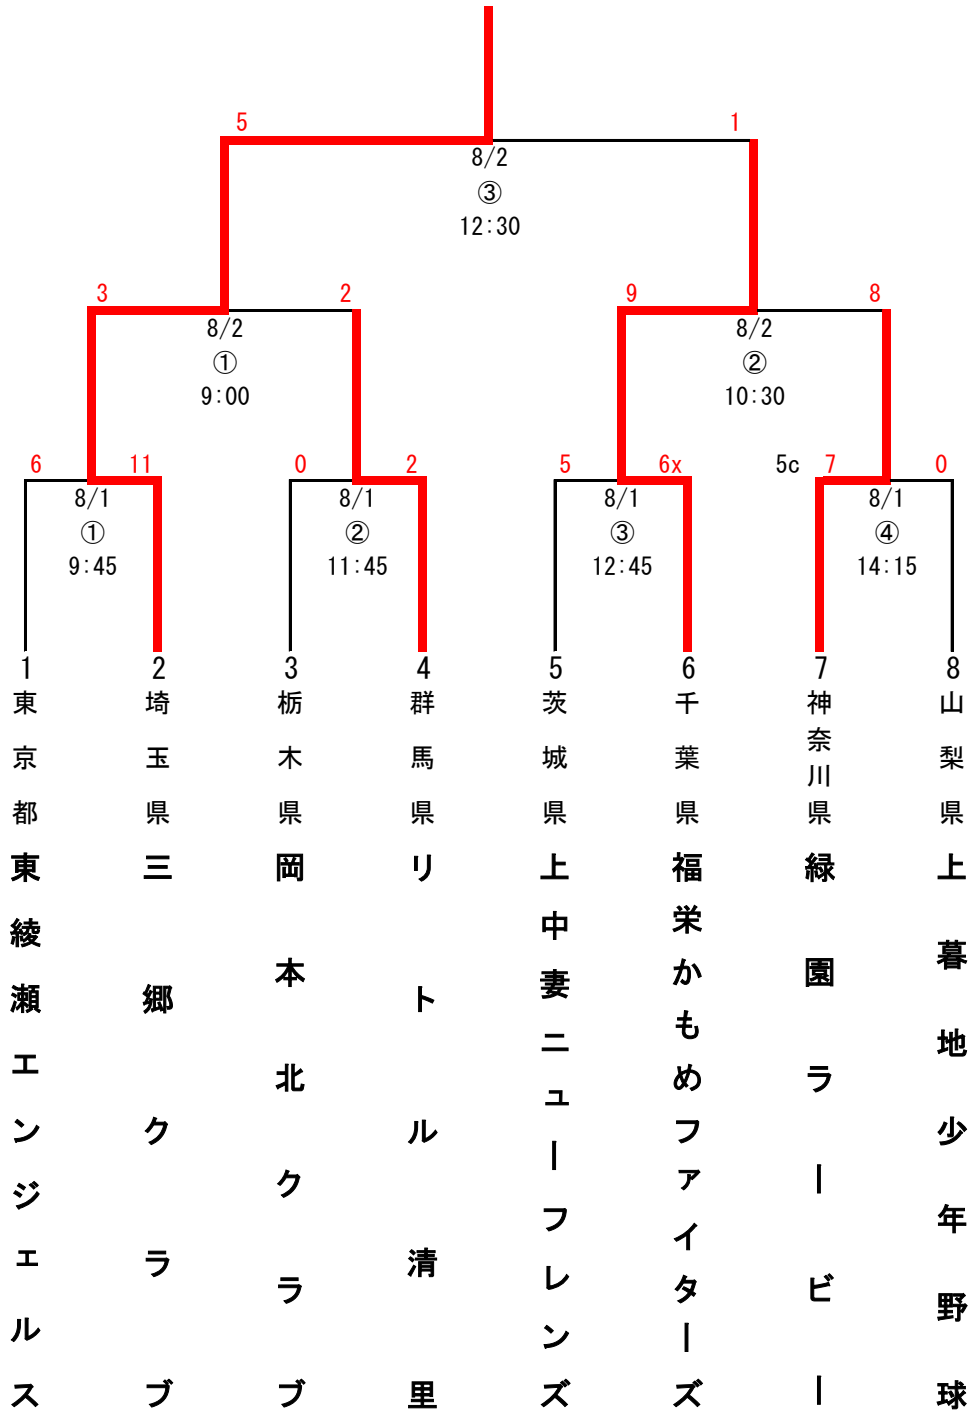 5 1
8/2
③
12:30
3 2 9 8
8/2 8/2
① ②
9:00 10:30
6 11 0 2 5 6x 5c 7 0
8/1 8/1 8/1 8/1
① ② ③ ④
9:45 11:45 12:45 14:15
1 2 3 4 5 6 7 8
東京都
埼玉県
栃木県
群馬県
茨城県
千葉県
神奈川県
山梨県
東綾瀬エンジェルス
三郷クラブ
岡本北クラブ
リトル清里
上中妻ニューフレンズ
福栄かもめファイターズ
緑園ラービー
上暮地少年野球